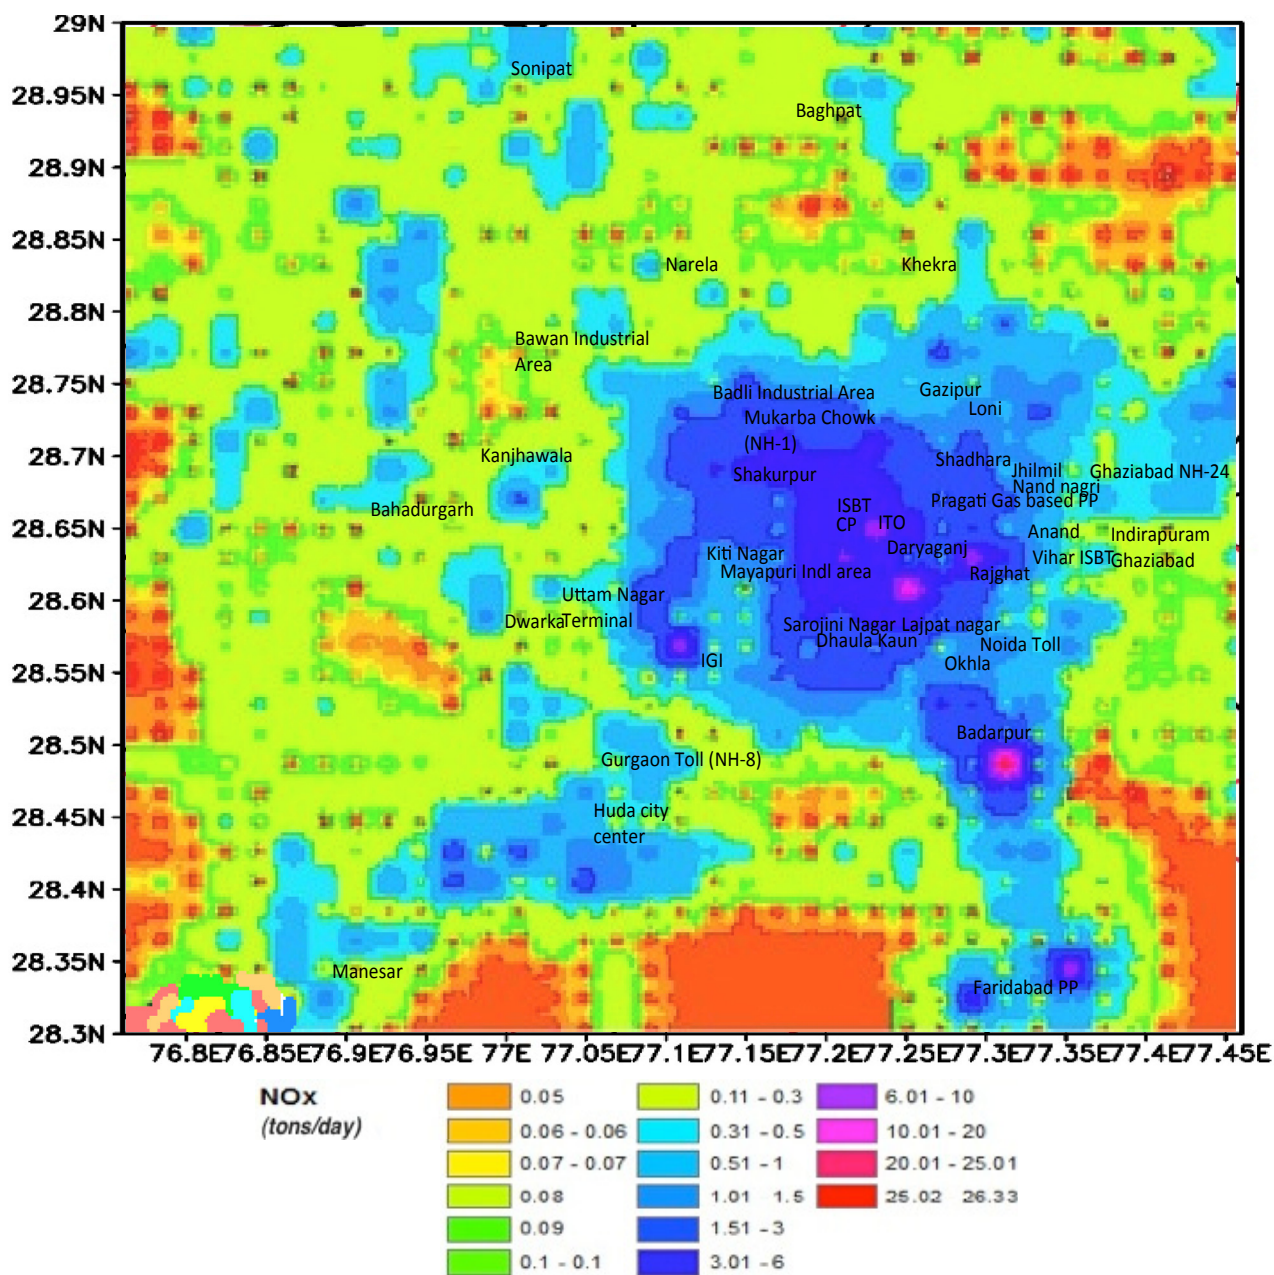 29N
Sonipat
28.95N
Baghpat
28.9N
28.85N
Narela
Khekra
28.8N
Bawan Industrial
Area
28.75N
Badli Industrial Area
Gazipur
Loni
Mukarba Chowk
(NH-1)
28.7N
Kanjhawala
Shakurpur
Shadhara
Jhilmil
Nand nagri
Ghaziabad NH-24
Bahadurgarh
ISBT
CP
ITO
Pragati Gas based PP
28.65N
Anand
Vihar ISBT
Indirapuram
Ghaziabad
Kiti Nagar
Daryaganj
Mayapuri Indl area
Rajghat
28.6N
Uttam Nagar
Terminal
Dwarka
Sarojini Nagar Lajpat nagar
Dhaula Kaun
Noida Toll
IGI
Okhla
28.55N
28.5N
Badarpur
Gurgaon Toll (NH-8)
28.45N
Huda city
center
28.4N
28.35N
Manesar
Faridabad PP
28.3N
76.8E 76.85E 76.9E 76.95E 77E 77.05E 77.1E 77.15E 77.2E 77.25E 77.3E 77.35E 77.4E 77.45E
NOx
(tons/day)
0.05
0.06 - 0.06
0.07 - 0.07
0.08
0.09
0.1 - 0.1
0.11 - 0.3
0.31 - 0.5
0.51 - 1
1.01 - 1.5
1.51 - 3
3.01 - 6
6.01 - 10
10.01 - 20
20.01 - 25.01
25.02 26.33